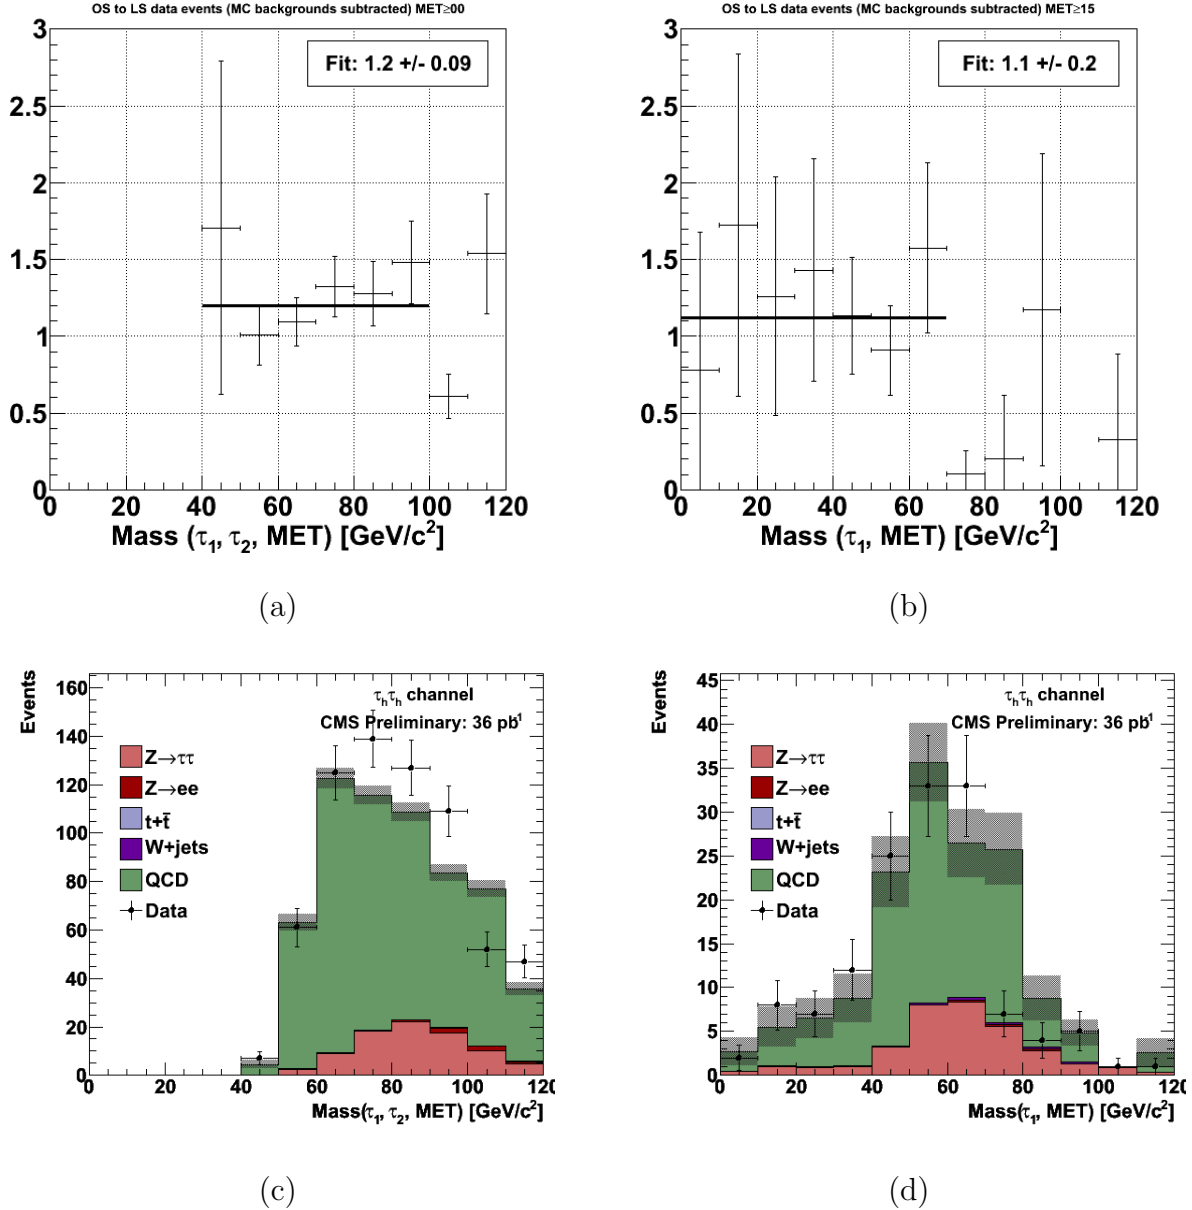 OS to LS data events (MC backgrounds subtracted) MET≥00
Fit: 1.2 +/- 0.09
3
2.5
2
1.5
1
0.5
0
0 20 40 60 80 100 120
Mass (τ1, τ2, MET) [GeV/c2]
(a)
OS to LS data events (MC backgrounds subtracted) MET≥15
Fit: 1.1 +/- 0.2
3
2.5
2
1.5
1
0.5
0
0 20 40 60 80 100 120
Mass (τ1, MET) [GeV/c2]
(b)
Events
160
140
120
100
80
60
40
20
0
τhτh channel
CMS Preliminary: 36 pb-1
Z→ττ
Z→ee
t+t̄
W+jets
QCD
Data
0 20 40 60 80 100 120
Mass(τ1, τ2, MET) [GeV/c2]
(c)
Events
45
40
35
30
25
20
15
10
5
0
τhτh channel
CMS Preliminary: 36 pb-1
Z→ττ
Z→ee
t+t̄
W+jets
QCD
Data
0 20 40 60 80 100 120
Mass(τ1, MET) [GeV/c2]
(d)